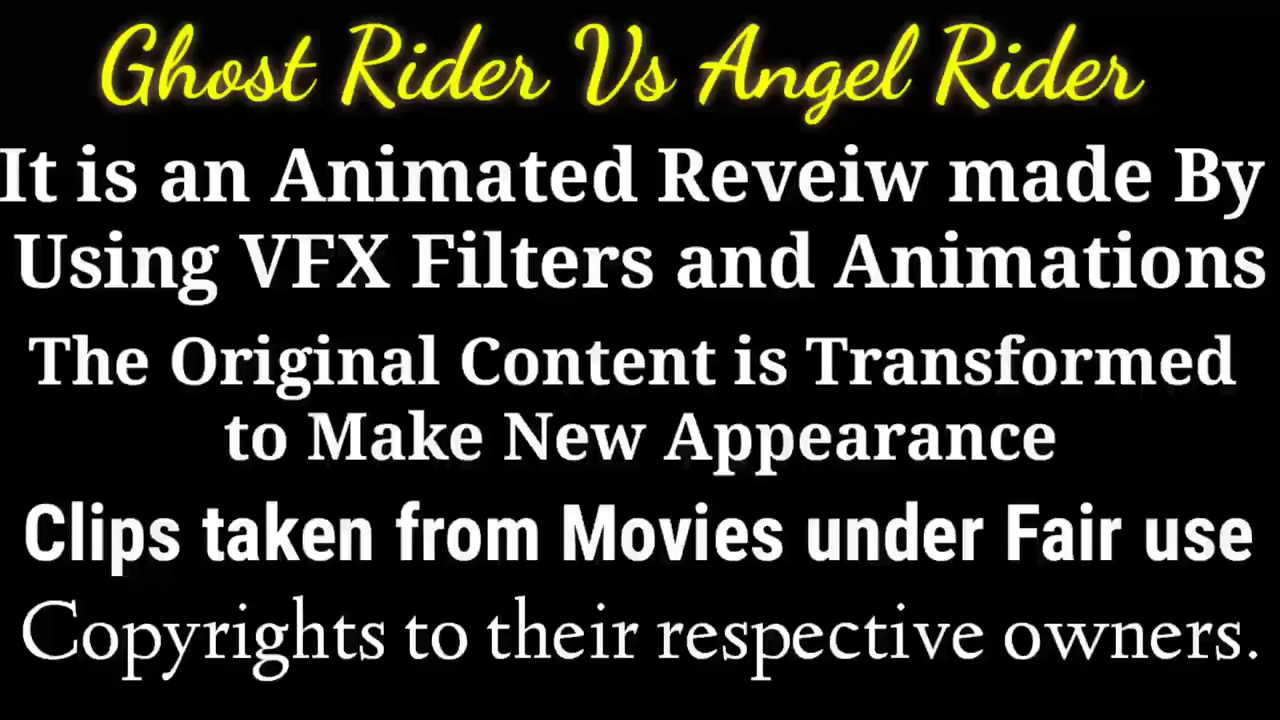 Ghost Rider Vs Angel Rider
It is an Animated Reveiw made By
Using VFX Filters and Animations
The Original Content is Transformed
to Make New Appearance
Clips taken from Movies under Fair use
Copyrights to their respective owners.